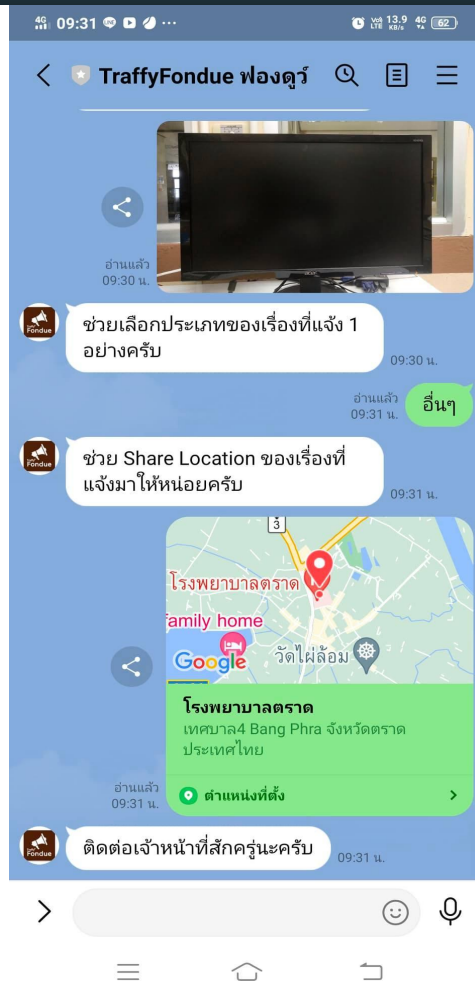 4G 09:31
Vo) LTE 13.9 KB/s 4G 62
TraffyFondue ฟองดูว์
อ่านแล้ว
09:30 น.
Fondue
ช่วยเลือกประเภทของเรื่องที่แจ้ง 1
อย่างครับ
09:30 น.
อ่านแล้ว
09:31 น.
อื่นๆ
Fondue
ช่วย Share Location ของเรื่องที่
แจ้งมาให้หน่อยครับ
09:31 น.
3
โรงพยาบาลตราด
amily home
Google
วัดไผ่ล้อม
โรงพยาบาลตราด
เทศบาล4 Bang Phra จังหวัดตราด
ประเทศไทย
อ่านแล้ว
09:31 น.
ตำแหน่งที่ตั้ง
Fondue
ติดต่อเจ้าหน้าที่สักครู่นะครับ
09:31 น.